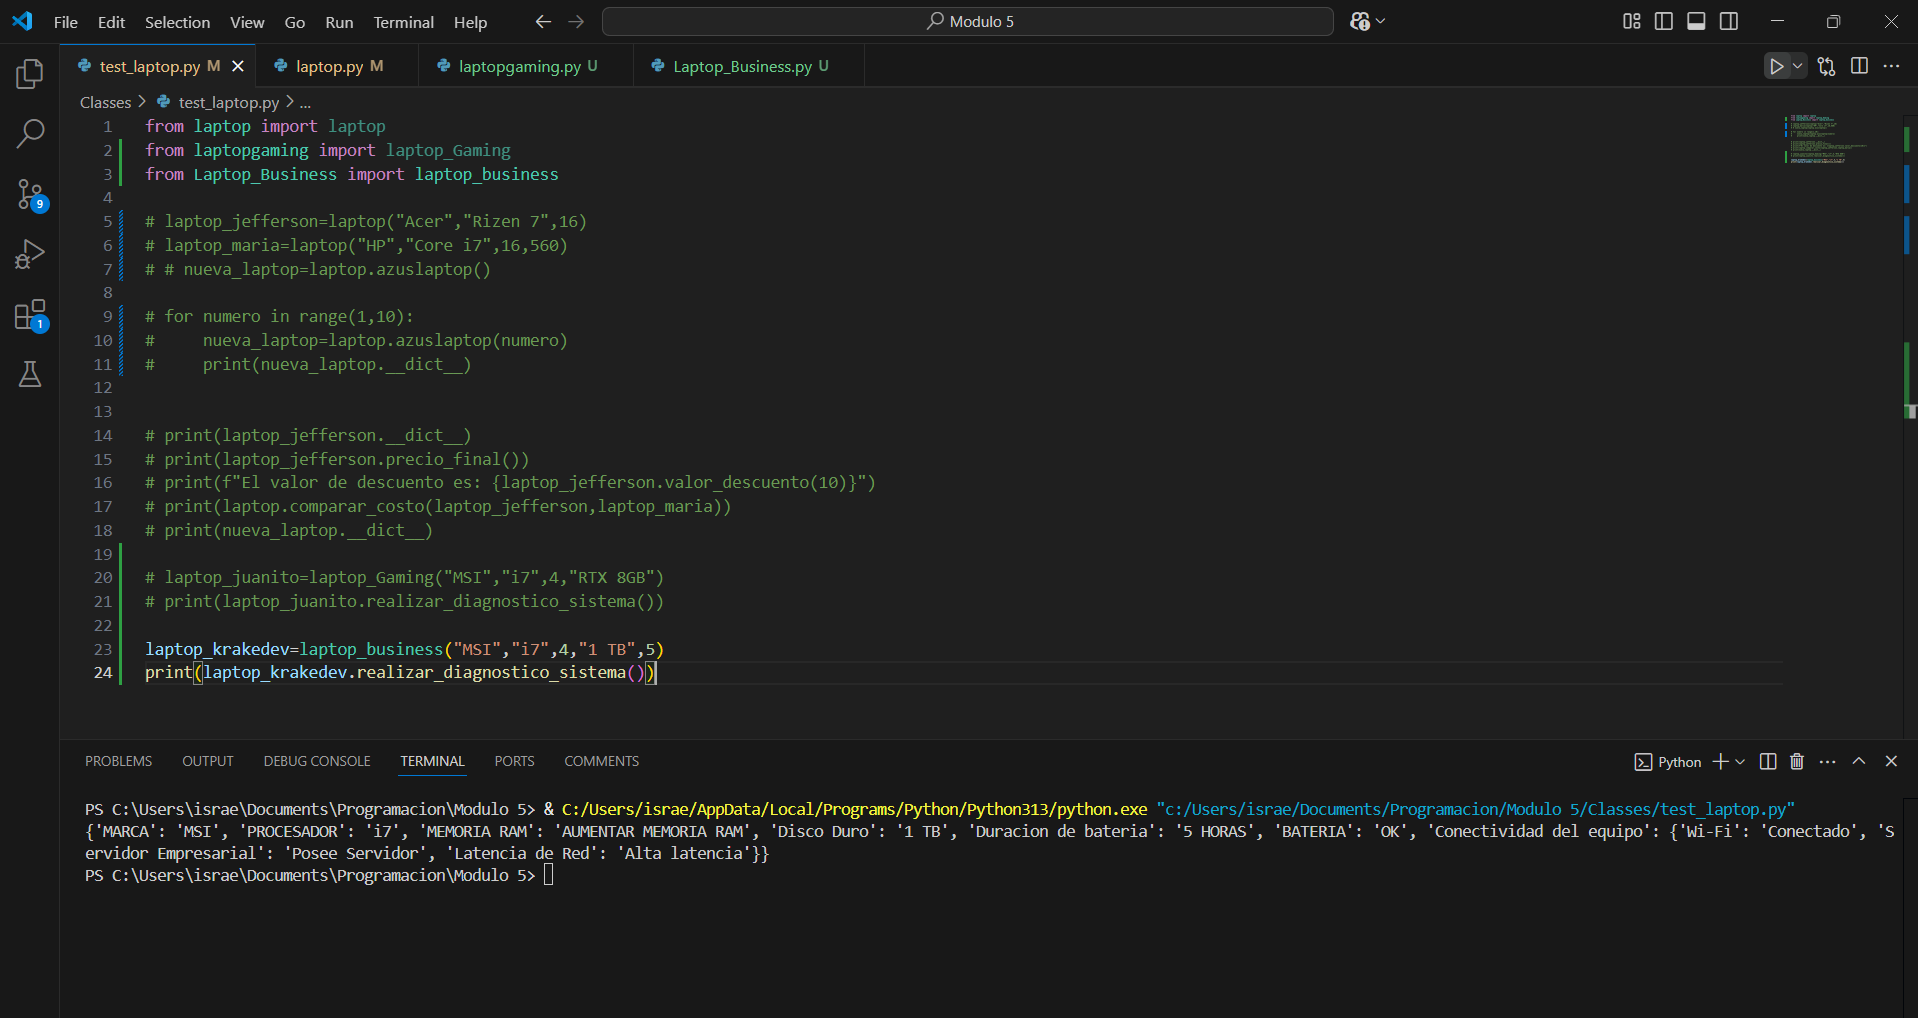 File Edit Selection View Go Run Terminal Help
Modulo 5
test_laptop.py M
laptop.py M
laptopgaming.py U
Laptop_Business.py U
Classes > test_laptop.py > ...
1 from laptop import laptop
2 from laptopgaming import laptop_Gaming
3 from Laptop_Business import laptop_business
4
5 # laptop_jefferson=laptop("Acer","Rizen 7",16)
6 # laptop_maria=laptop("HP","Core i7",16,560)
7 # # nueva_laptop=laptop.azuslaptop()
8
9 # for numero in range(1,10):
10 #     nueva_laptop=laptop.azuslaptop(numero)
11 #     print(nueva_laptop.__dict__)
12
13
14 # print(laptop_jefferson.__dict__)
15 # print(laptop_jefferson.precio_final())
16 # print(f"El valor de descuento es: {laptop_jefferson.valor_descuento(10)}")
17 # print(laptop.comparar_costo(laptop_jefferson,laptop_maria))
18 # print(nueva_laptop.__dict__)
19
20 # laptop_juanito=laptop_Gaming("MSI","i7",4,"RTX 8GB")
21 # print(laptop_juanito.realizar_diagnostico_sistema())
22
23 laptop_krakedev=laptop_business("MSI","i7",4,"1 TB",5)
24 print(laptop_krakedev.realizar_diagnostico_sistema())
9
1
PROBLEMS OUTPUT DEBUG CONSOLE TERMINAL PORTS COMMENTS
Python
PS C:\Users\israe\Documents\Programacion\Modulo 5> & C:/Users/israe/AppData/Local/Programs/Python/Python313/python.exe "c:/Users/israe/Documents/Programacion/Modulo 5/Classes/test_laptop.py"
{'MARCA': 'MSI', 'PROCESADOR': 'i7', 'MEMORIA RAM': 'AUMENTAR MEMORIA RAM', 'Disco Duro': '1 TB', 'Duracion de bateria': '5 HORAS', 'BATERIA': 'OK', 'Conectividad del equipo': {'Wi-Fi': 'Conectado', 'S
ervidor Empresarial': 'Posee Servidor', 'Latencia de Red': 'Alta latencia'}}
PS C:\Users\israe\Documents\Programacion\Modulo 5>